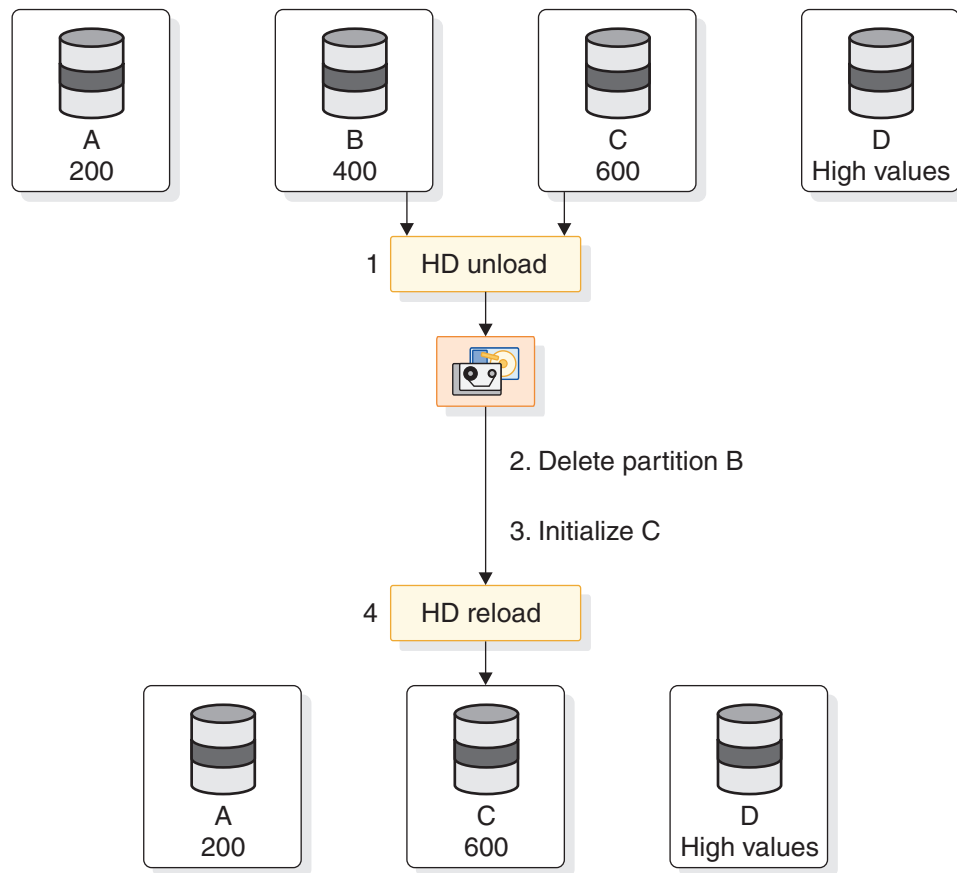 A
200
B
400
C
600
D
High values
1
HD unload
2. Delete partition B
3. Initialize C
4
HD reload
A
200
C
600
D
High values